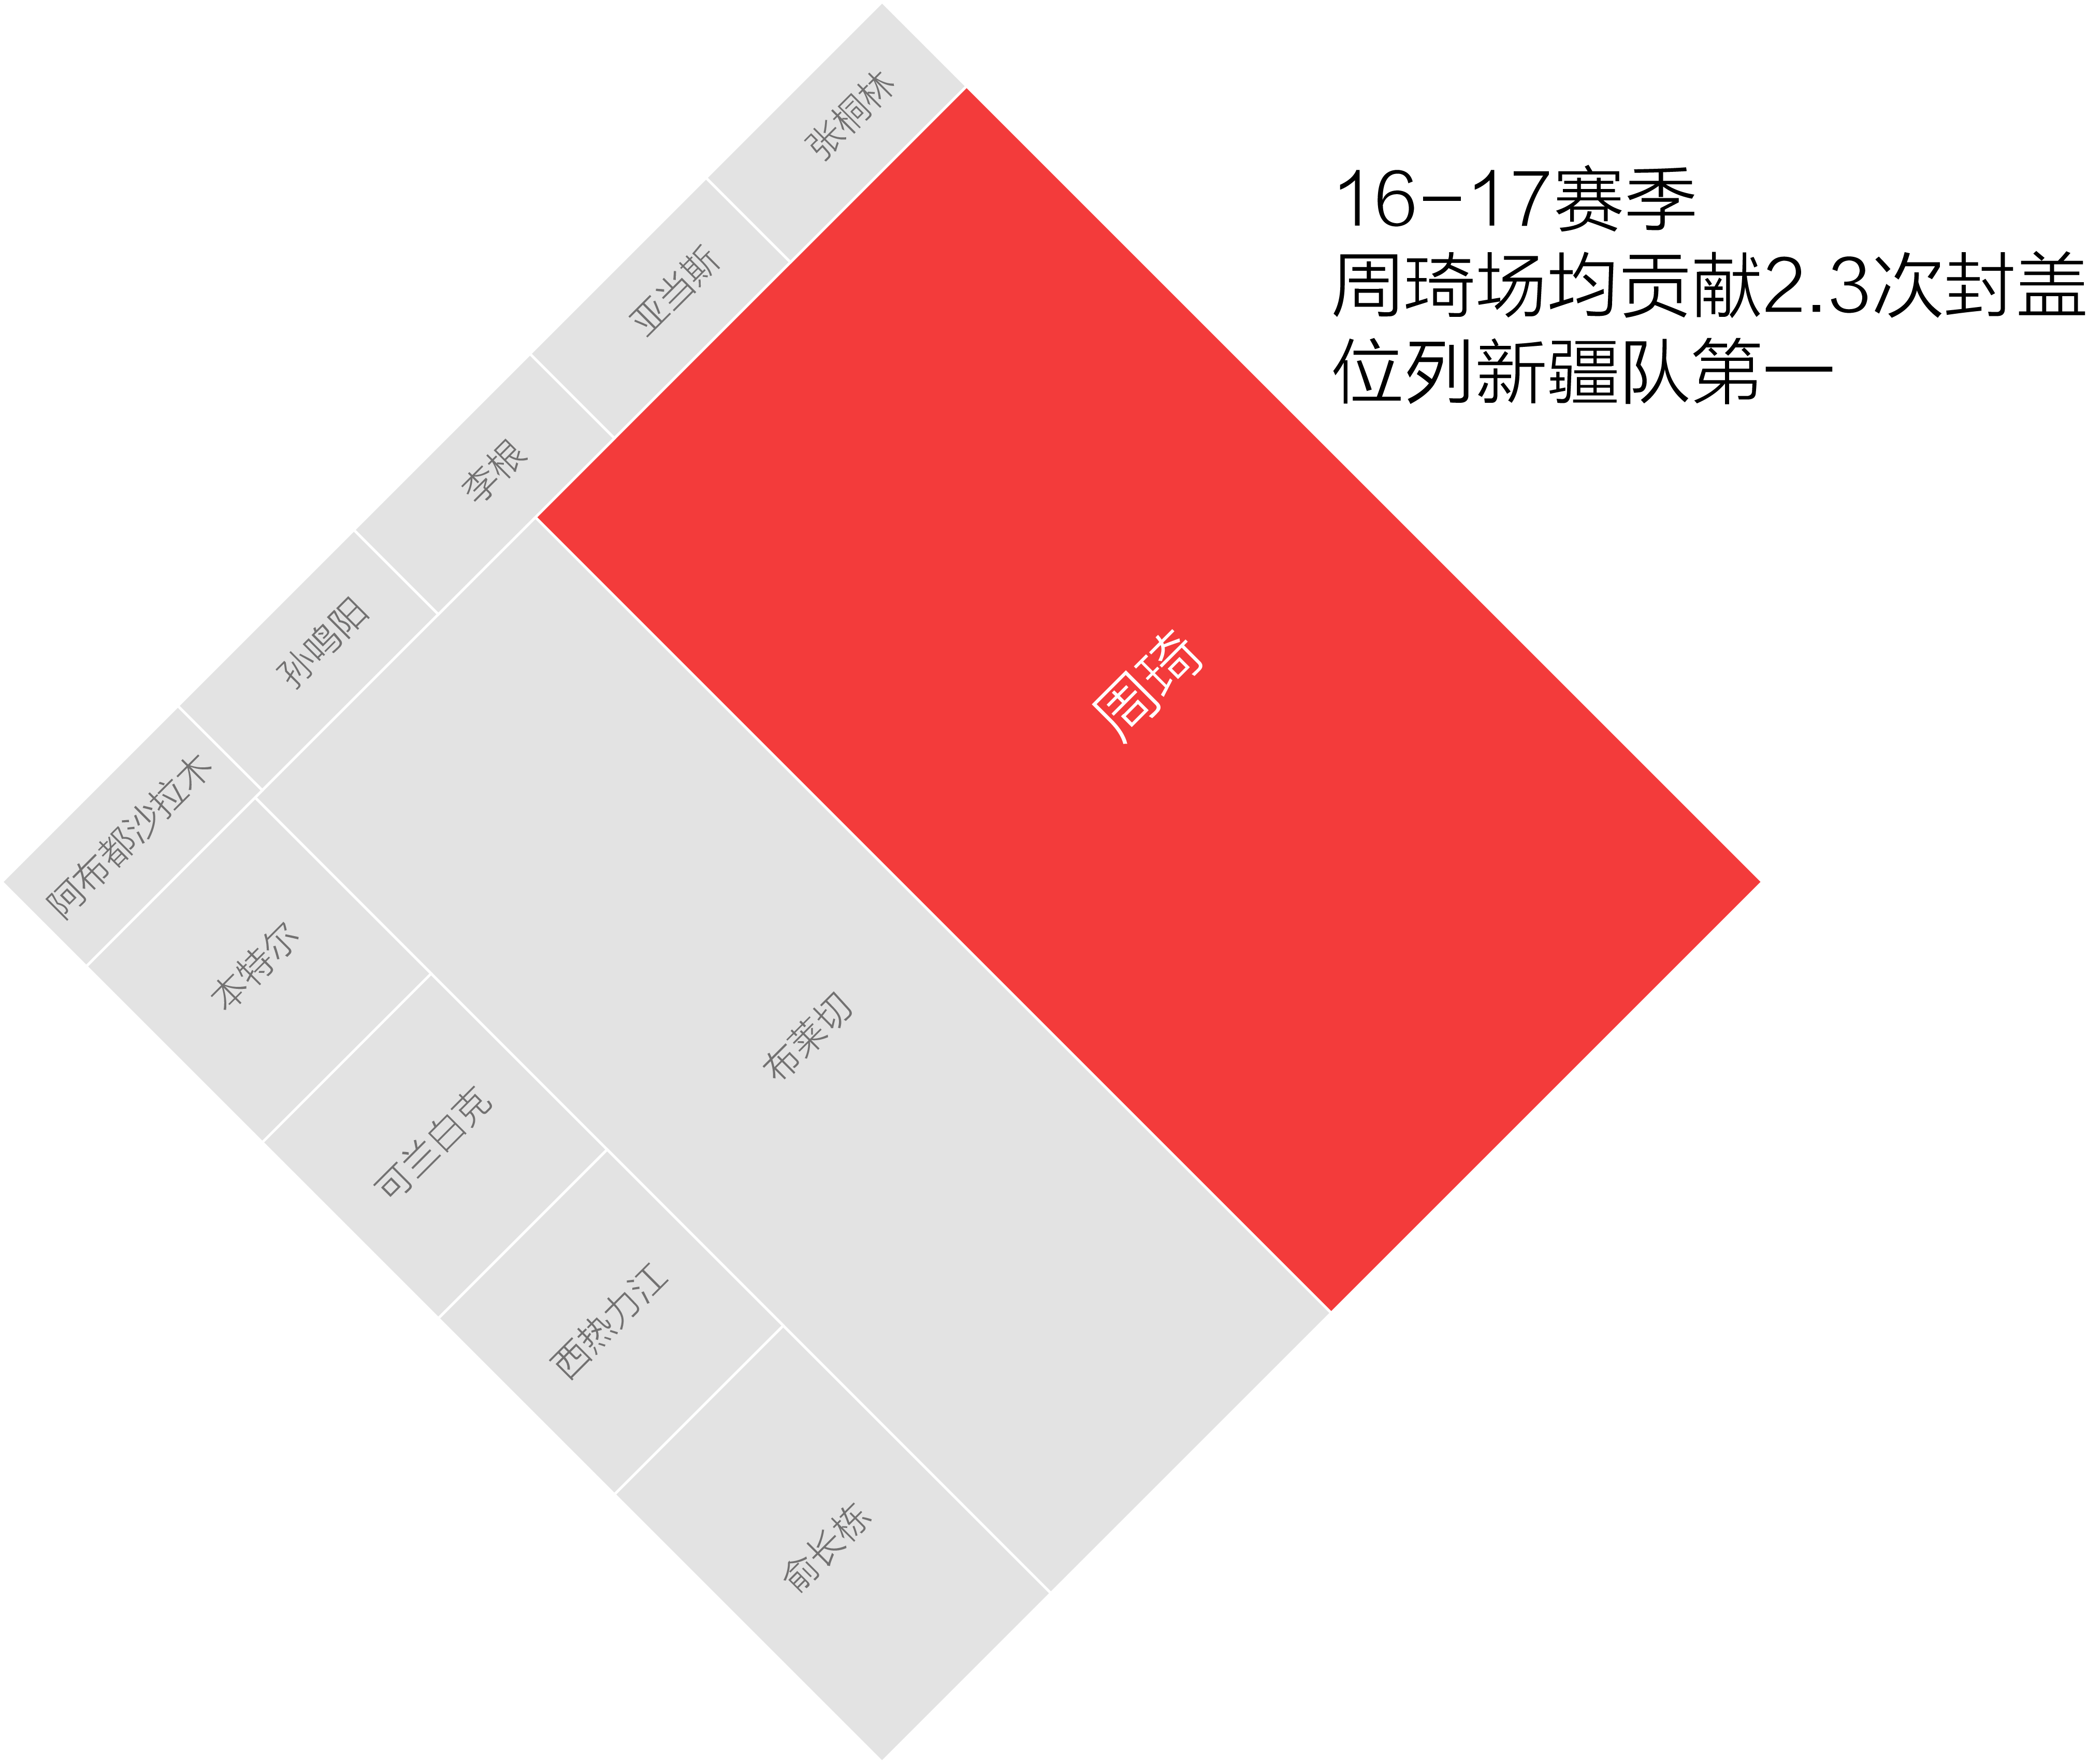 16-17赛季
周琦场均贡献2.3次封盖
位列新疆队第一
张桐林
亚当斯
李根
孙鸣阳
阿布都沙拉木
周琦
布莱切
本特尔
可兰白克
西热力江
俞长栋